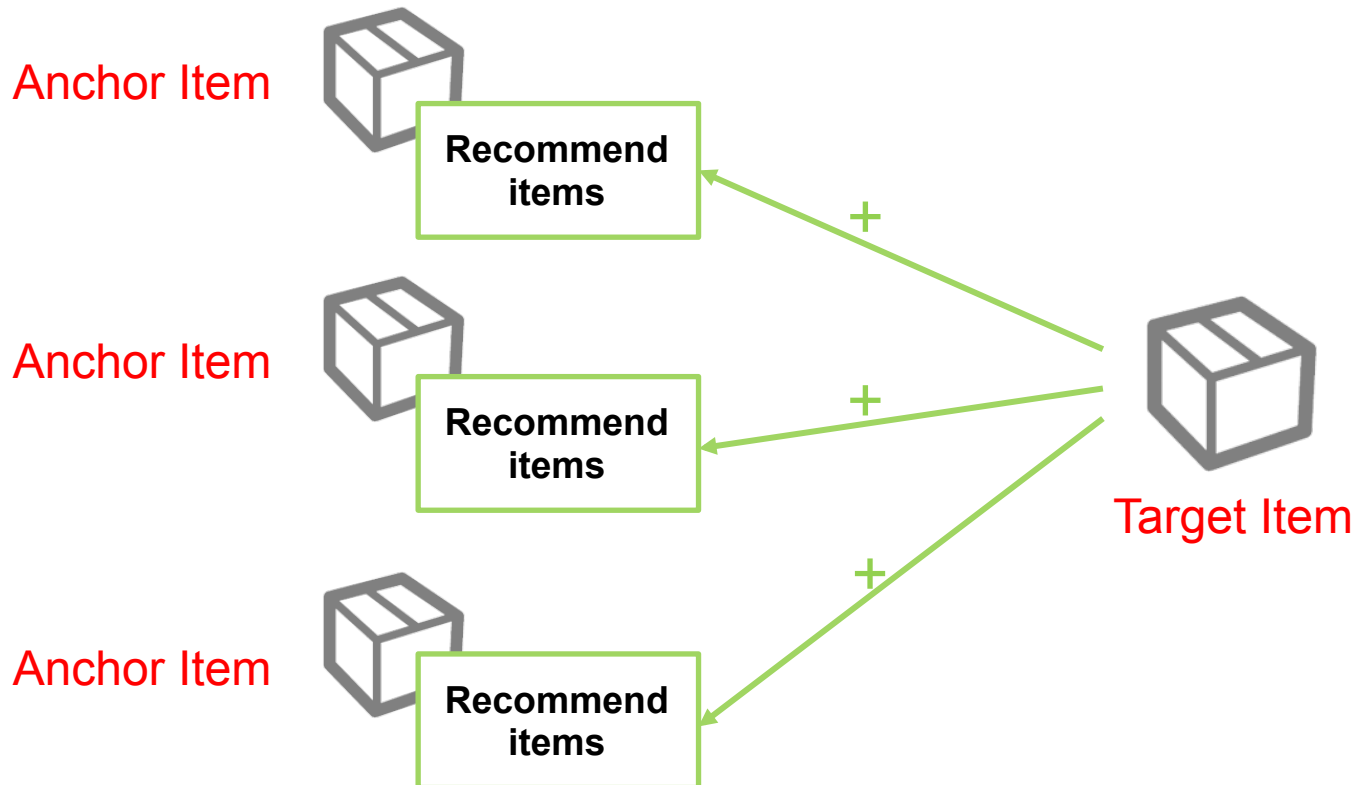 Anchor Item
Recommend
items
+
Anchor Item
Recommend
items
+
Target Item
Anchor Item
Recommend
items
+